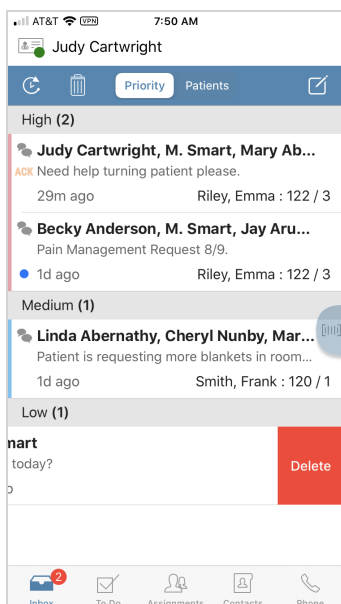 AT&T VPN 7:50 AM
Judy Cartwright
Priority Patients
High (2)
Judy Cartwright, M. Smart, Mary Ab...
ACK Need help turning patient please.
29m ago Riley, Emma : 122 / 3
Becky Anderson, M. Smart, Jay Aru...
Pain Management Request 8/9.
1d ago Riley, Emma : 122 / 3
Medium (1)
Linda Abernathy, Cheryl Nunby, Mar...
Patient is requesting more blankets in room...
1d ago Smith, Frank : 120 / 1
Low (1)
mart
today?
Delete
2
Inbox To Do Assignments Contacts Phone